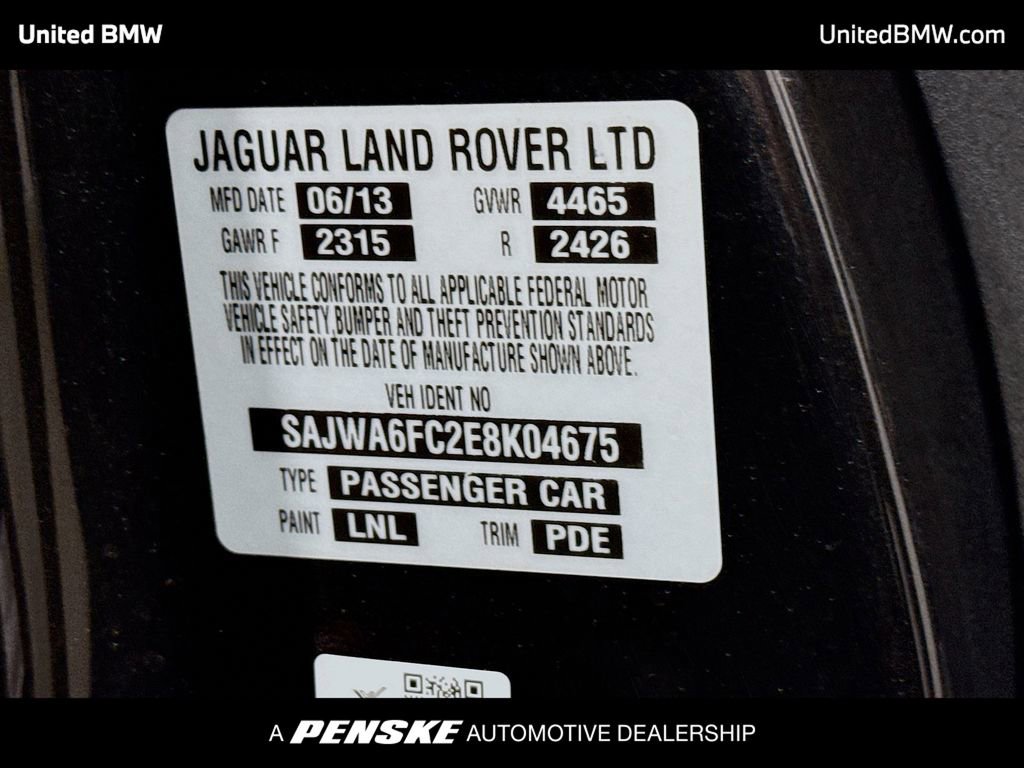 United BMW
UnitedBMW.com
JAGUAR LAND ROVER LTD
MFD DATE 06/13 GVWR 4465
GAWR F 2315 R 2426
THIS VEHICLE CONFORMS TO ALL APPLICABLE FEDERAL MOTOR
VEHICLE SAFETY,BUMPER AND THEFT PREVENTION STANDARDS
IN EFFECT ON THE DATE OF MANUFACTURE SHOWN ABOVE.
VEH IDENT NO
SAJWA6FC2E8K04675
TYPE PASSENGER CAR
PAINT LNL TRIM PDE
A PENSKE AUTOMOTIVE DEALERSHIP